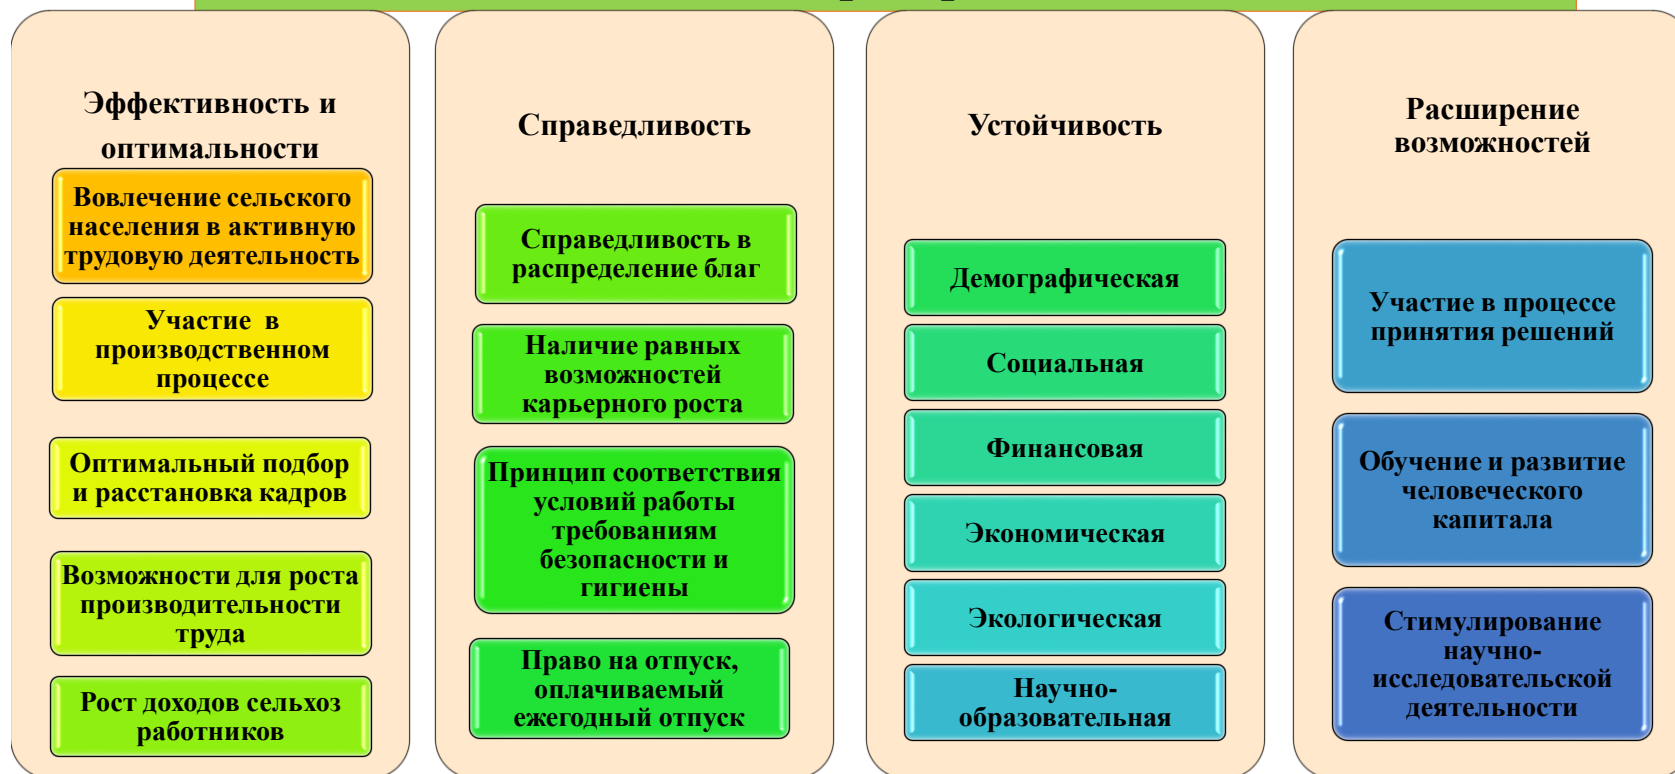 Эффективность и
оптимальности
Вовлечение сельского
населения в активную
трудовую деятельность
Участие в
производственном
процессе
Оптимальный подбор
и расстановка кадров
Возможности для роста
производительности
труда
Рост доходов сельхоз
работников
Справедливость
Справедливость в
распределение благ
Наличие равных
возможностей
карьерного роста
Принцип соответствия
условий работы
требованиям
безопасности и
гигиены
Право на отпуск,
оплачиваемый
ежегодный отпуск
Устойчивость
Демографическая
Социальная
Финансовая
Экономическая
Экологическая
Научно-
образовательная
Расширение
возможностей
Участие в процессе
принятия решений
Обучение и развитие
человеческого
капитала
Стимулирование
научно-
исследовательской
деятельности